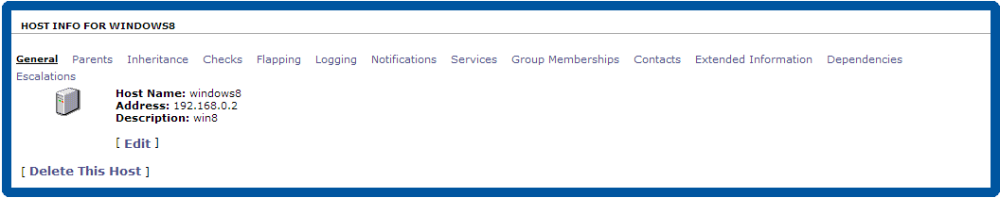 HOST INFO FOR WINDOWS8
General Parents Inheritance Checks Flapping Logging Notifications Services Group Memberships Contacts Extended Information Dependencies
Escalations
Host Name: windows8
Address: 192.168.0.2
Description: win8
[ Edit ]
[ Delete This Host ]